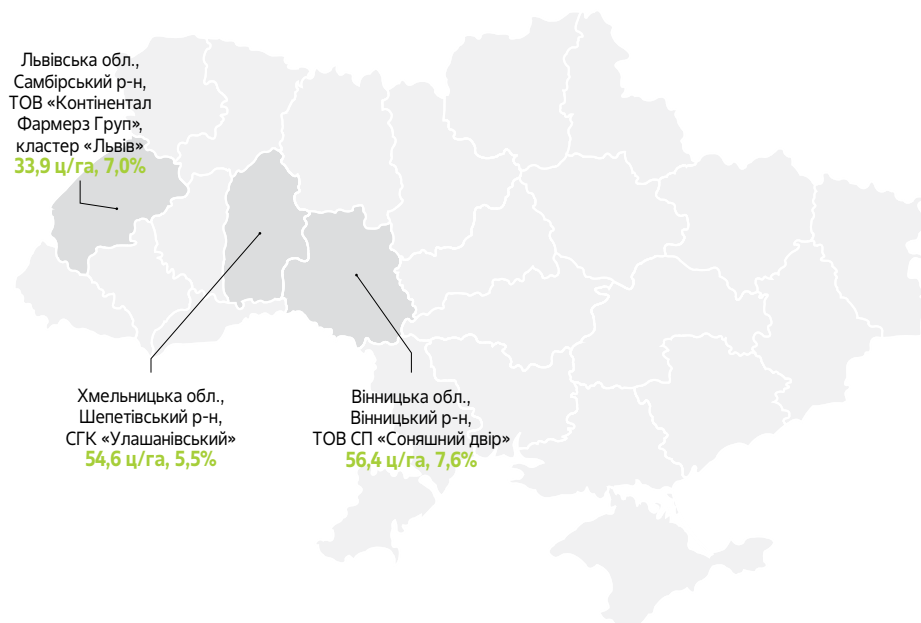 Львівська обл.,
Самбірський р-н,
ТОВ «Контінентал
Фармерз Груп»,
кластер «Львів»
33,9 ц/га, 7,0%
Хмельницька обл.,
Шепетівський р-н,
СГК «Улашанівський»
54,6 ц/га, 5,5%
Вінницька обл.,
Вінницький р-н,
ТОВ СП «Соняшний двір»
56,4 ц/га, 7,6%